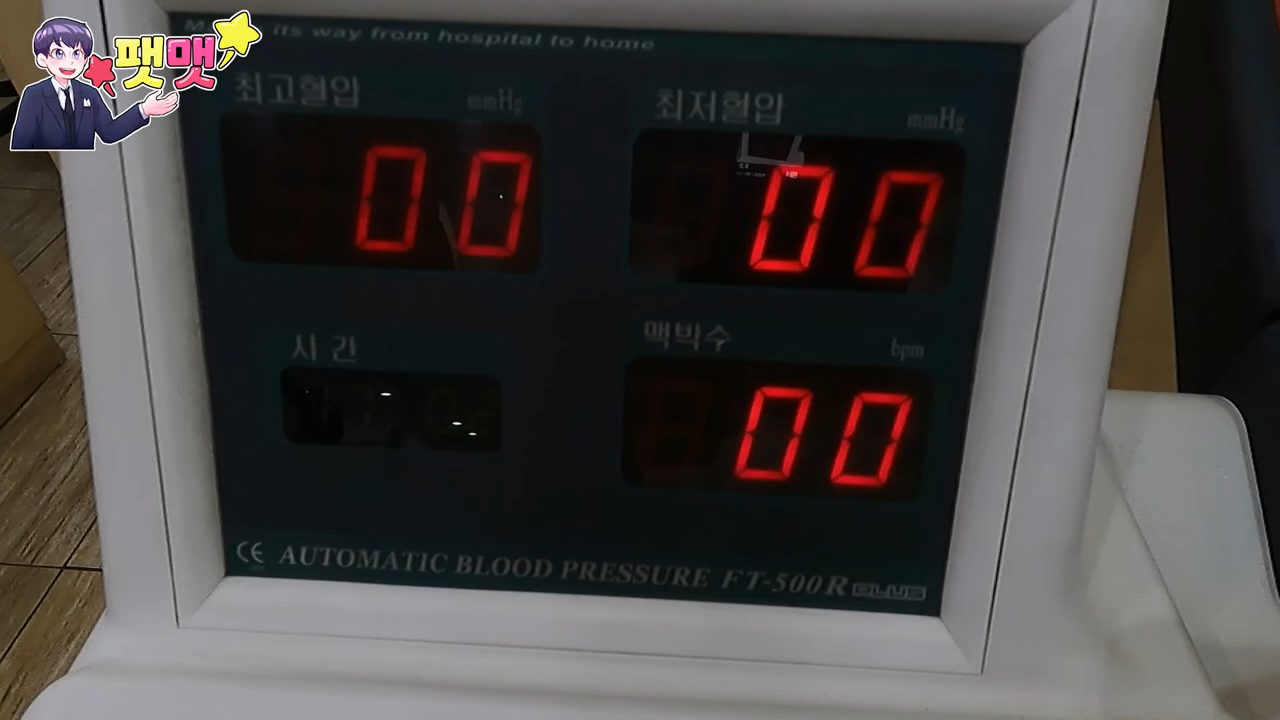 팻맷
its way from hospital to home
최고혈압 mmHg
최저혈압 mmHg
00
00
시간
맥박수 bpm
00
CE AUTOMATIC BLOOD PRESSURE FT-500R PLUS